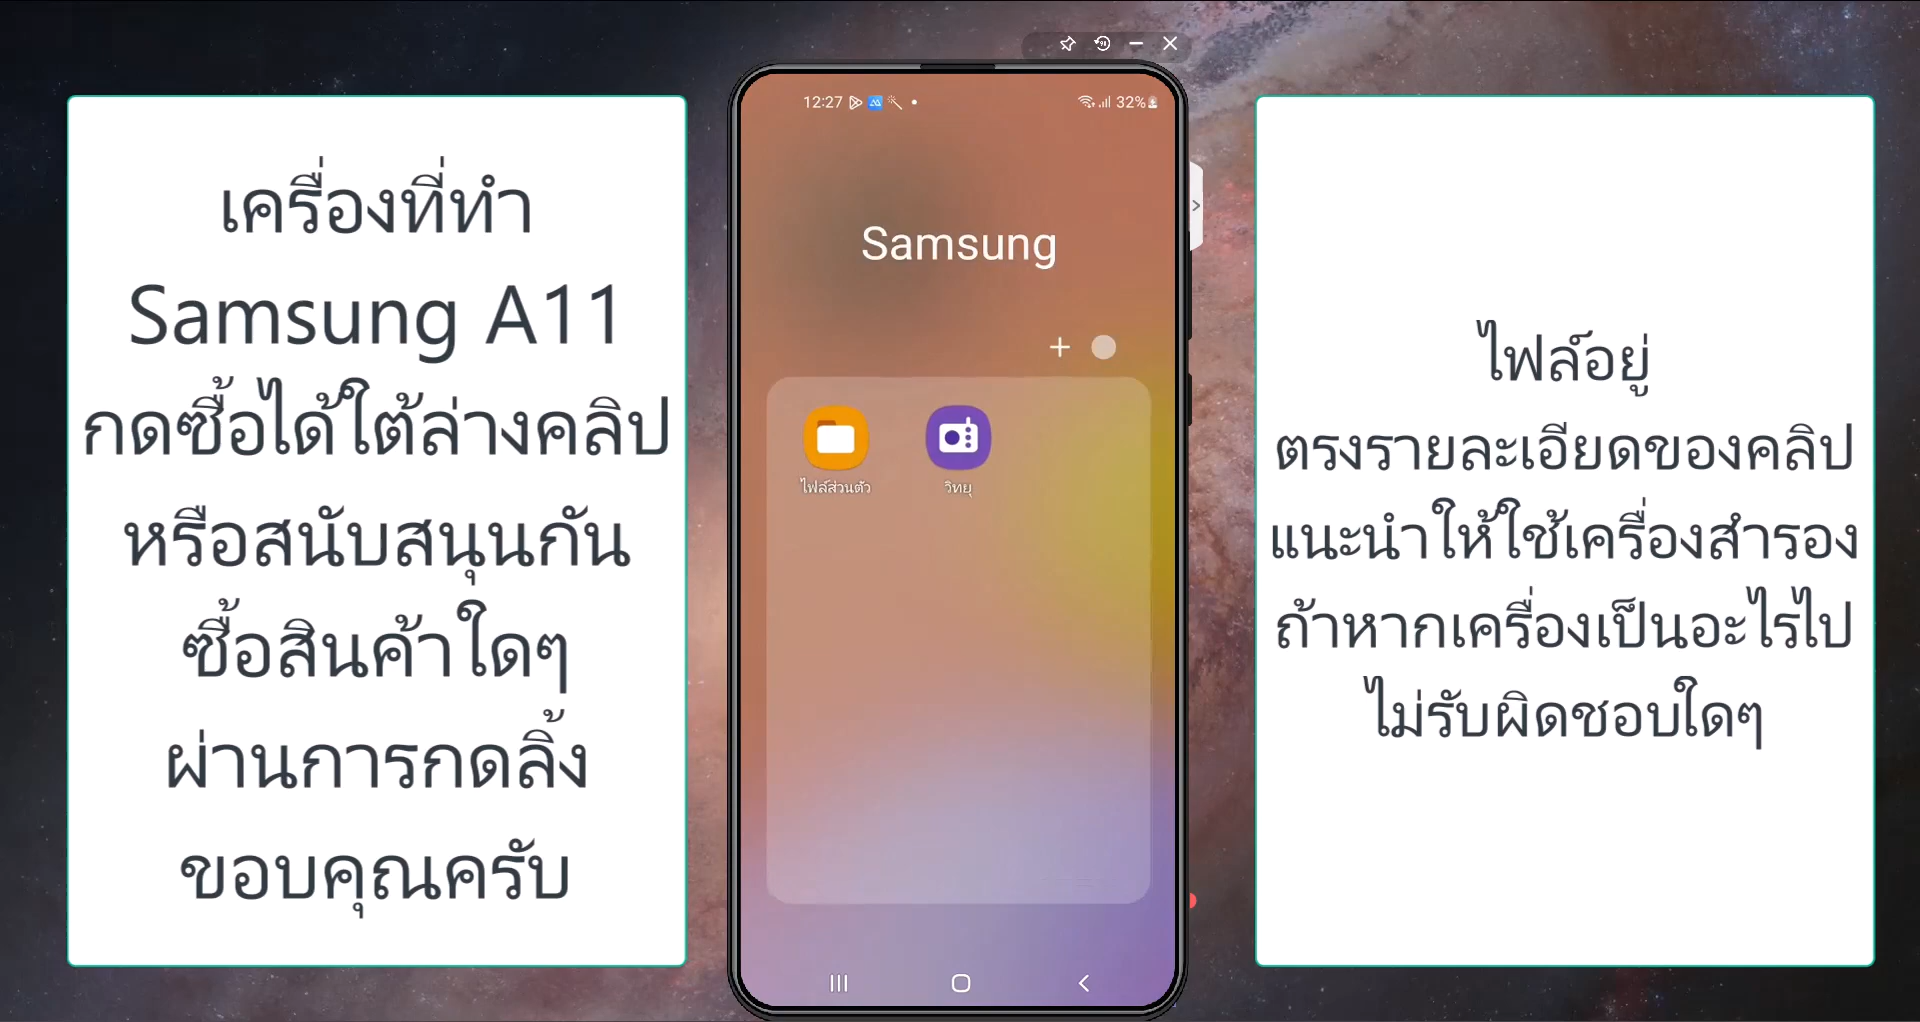 เครื่องที่ทำ
Samsung A11
กดซื้อได้ใต้ล่างคลิป
หรือสนับสนุนกัน
ซื้อสินค้าใดๆ
ผ่านการกดลิ้ง
ขอบคุณครับ
12:27
32%
Samsung
ไฟล์ส่วนตัว
วิทยุ
ไฟล์อยู่
ตรงรายละเอียดของคลิป
แนะนำให้ใช้เครื่องสำรอง
ถ้าหากเครื่องเป็นอะไรไป
ไม่รับผิดชอบใดๆ